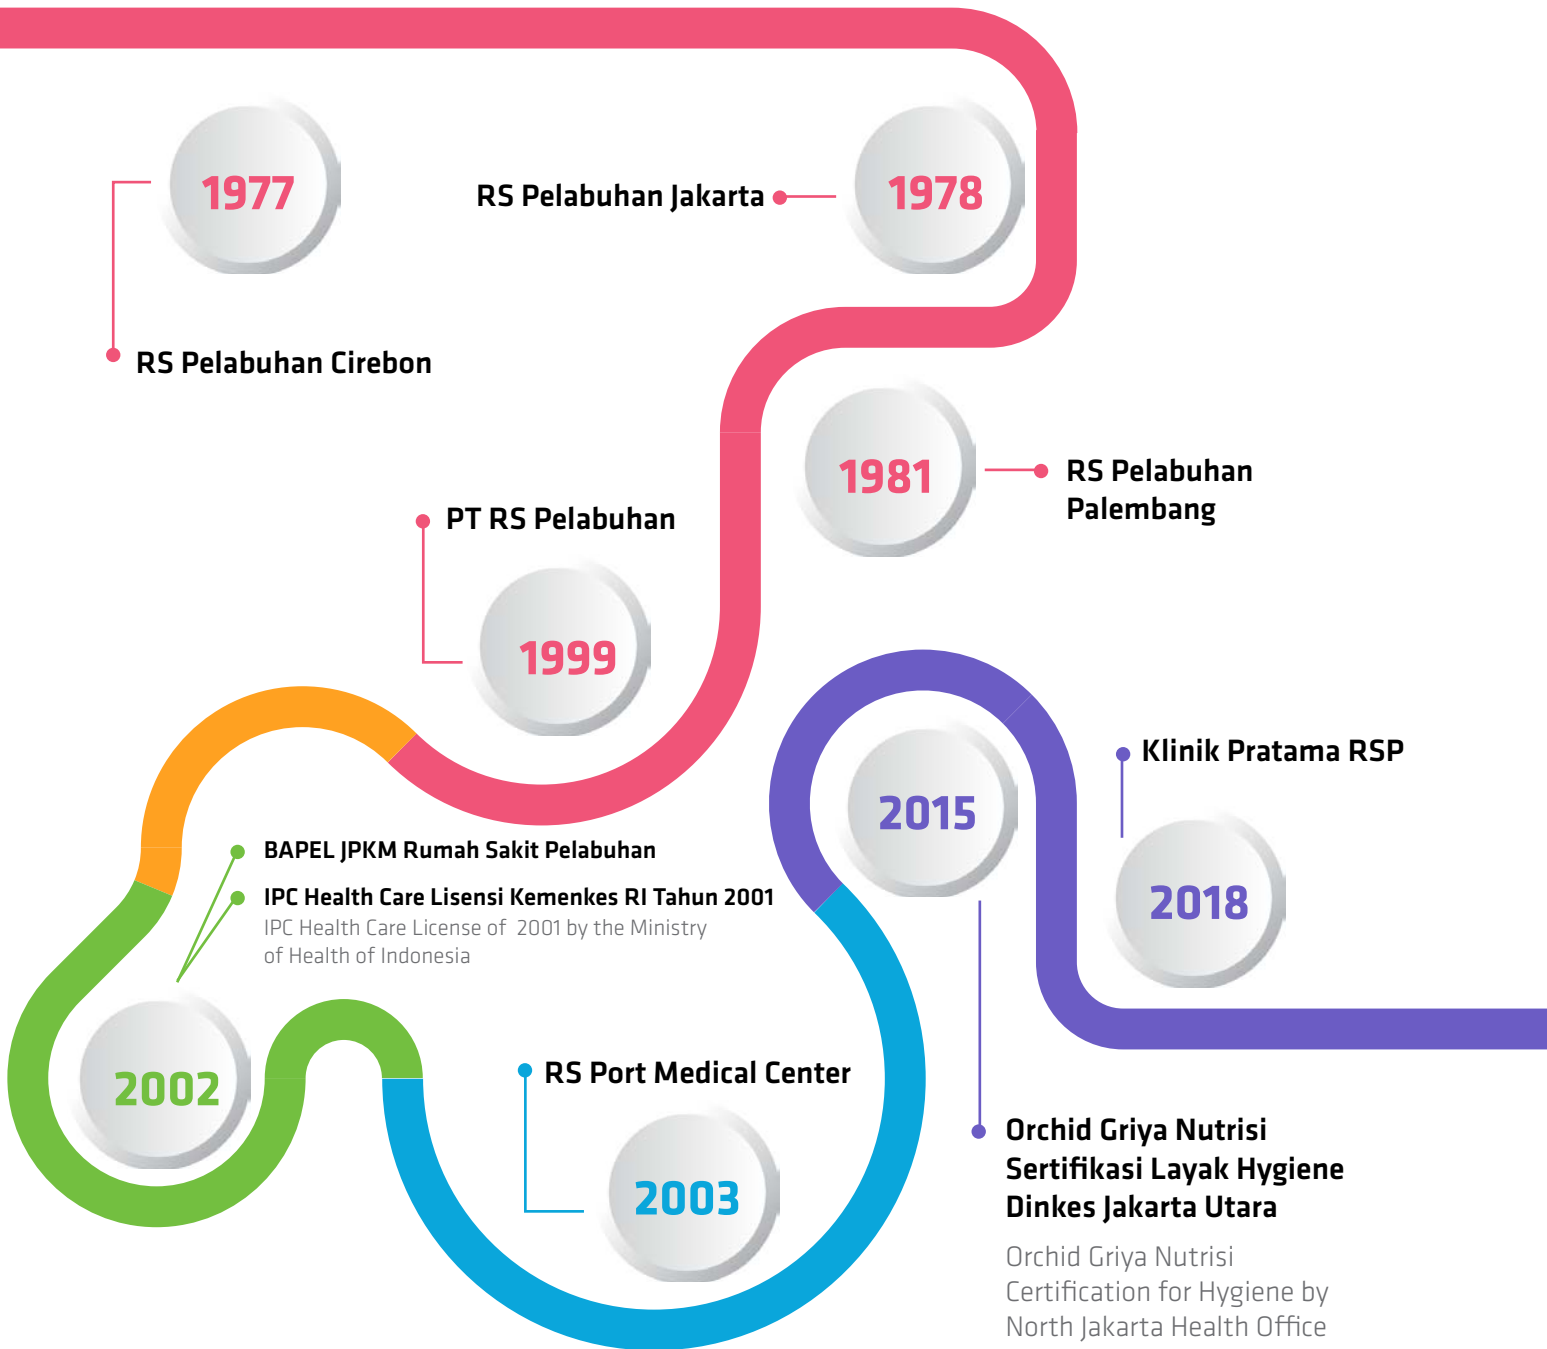 1977
RS Pelabuhan Cirebon
RS Pelabuhan Jakarta
1978
1981
RS Pelabuhan
Palembang
PT RS Pelabuhan
1999
BAPEL JPKM Rumah Sakit Pelabuhan
IPC Health Care Lisensi Kemenkes RI Tahun 2001
IPC Health Care License of 2001 by the Ministry
of Health of Indonesia
2002
RS Port Medical Center
2003
2015
Orchid Griya Nutrisi
Sertifikasi Layak Hygiene
Dinkes Jakarta Utara
Orchid Griya Nutrisi
Certification for Hygiene by
North Jakarta Health Office
Klinik Pratama RSP
2018